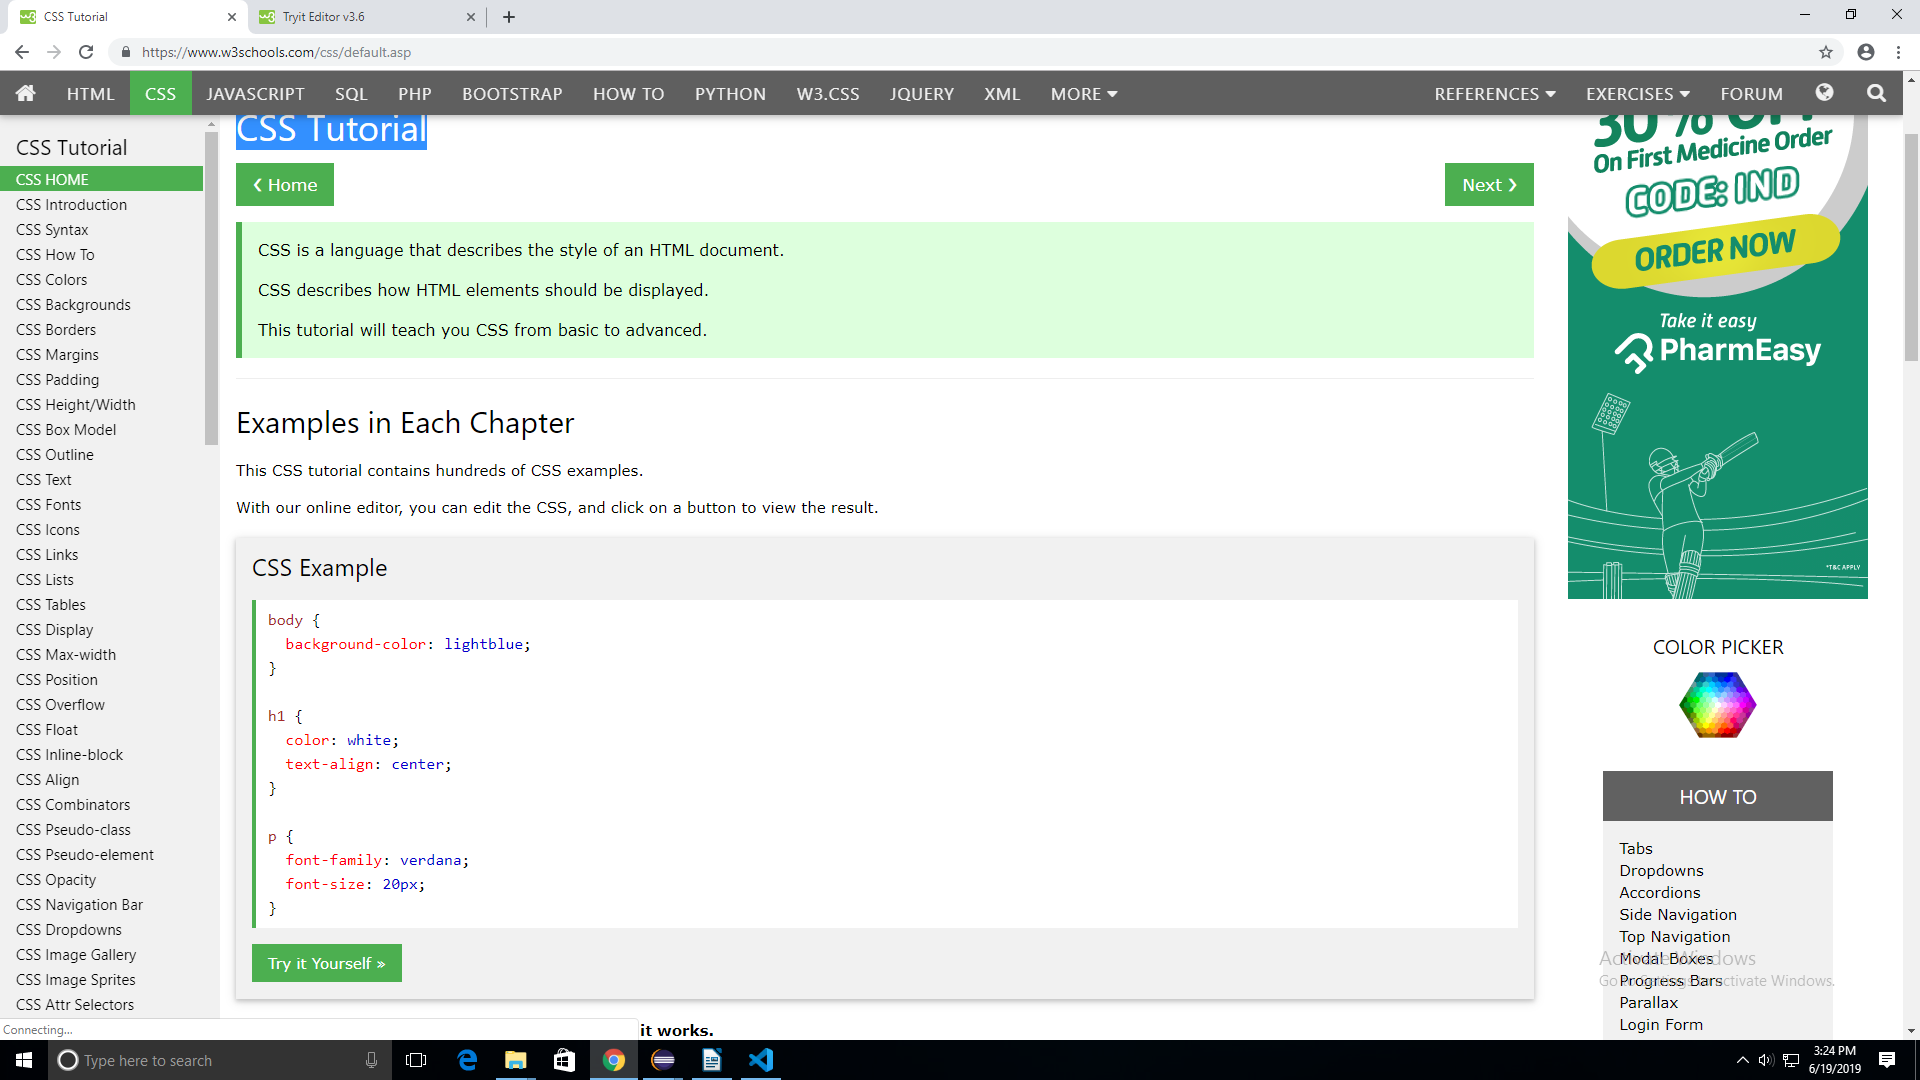 CSS Tutorial
Tryit Editor v3.6
https://www.w3schools.com/css/default.asp
HTML CSS JAVASCRIPT SQL PHP BOOTSTRAP HOW TO PYTHON W3.CSS JQUERY XML MORE REFERENCES EXERCISES FORUM
CSS Tutorial
CSS HOME
CSS Introduction
CSS Syntax
CSS How To
CSS Colors
CSS Backgrounds
CSS Borders
CSS Margins
CSS Padding
CSS Height/Width
CSS Box Model
CSS Outline
CSS Text
CSS Fonts
CSS Icons
CSS Links
CSS Lists
CSS Tables
CSS Display
CSS Max-width
CSS Position
CSS Overflow
CSS Float
CSS Inline-block
CSS Align
CSS Combinators
CSS Pseudo-class
CSS Pseudo-element
CSS Opacity
CSS Navigation Bar
CSS Dropdowns
CSS Image Gallery
CSS Image Sprites
CSS Attr Selectors
Connecting...
CSS Tutorial
❮ Home
Next ❯
CSS is a language that describes the style of an HTML document.
CSS describes how HTML elements should be displayed.
This tutorial will teach you CSS from basic to advanced.
Examples in Each Chapter
This CSS tutorial contains hundreds of CSS examples.
With our online editor, you can edit the CSS, and click on a button to view the result.
CSS Example
body {
background-color: lightblue;
}
h1 {
color: white;
text-align: center;
}
p {
font-family: verdana;
font-size: 20px;
}
Try it Yourself »
it works.
30% OFF
On First Medicine Order
CODE: IND
ORDER NOW
Take it easy
PharmEasy
*T&C APPLY
COLOR PICKER
HOW TO
Tabs
Dropdowns
Accordions
Side Navigation
Top Navigation
Modal Boxes
Progress Bars
Parallax
Login Form
Activate Windows
Go to Settings to activate Windows.
Type here to search
3:24 PM
6/19/2019